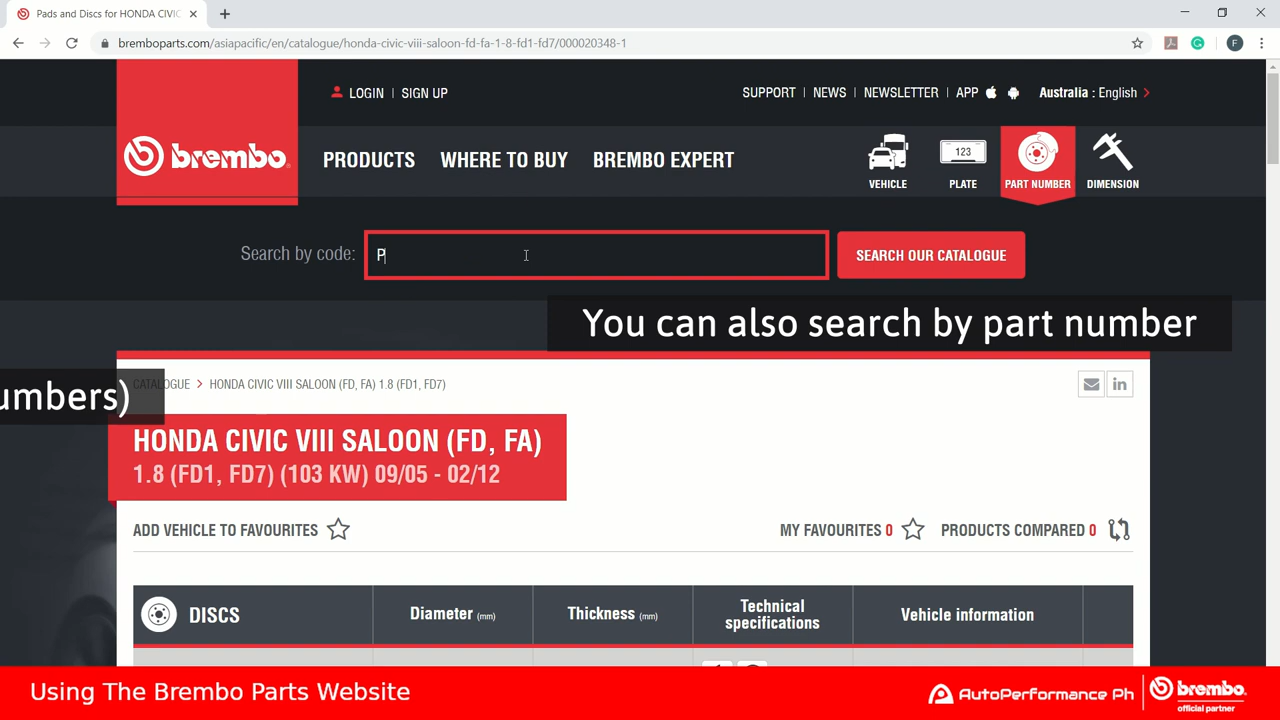 Pads and Discs for HONDA CIVIC
bremboparts.com/asiapacific/en/catalogue/honda-civic-viii-saloon-fd-fa-1-8-fd1-fd7/000020348-1
F
LOGIN | SIGN UP
SUPPORT | NEWS | NEWSLETTER | APP
Australia : English
brembo
PRODUCTS
WHERE TO BUY
BREMBO EXPERT
123
VEHICLE
PLATE
PART NUMBER
DIMENSION
Search by code:
P
SEARCH OUR CATALOGUE
You can also search by part number
umbers)
CATALOGUE > HONDA CIVIC VIII SALOON (FD, FA) 1.8 (FD1, FD7)
in
HONDA CIVIC VIII SALOON (FD, FA)
1.8 (FD1, FD7) (103 KW) 09/05 - 02/12
ADD VEHICLE TO FAVOURITES
MY FAVOURITES 0
PRODUCTS COMPARED 0
DISCS
Diameter (mm)
Thickness (mm)
Technical
specifications
Vehicle information
Using The Brembo Parts Website
AutoPerformance Ph
brembo
official partner